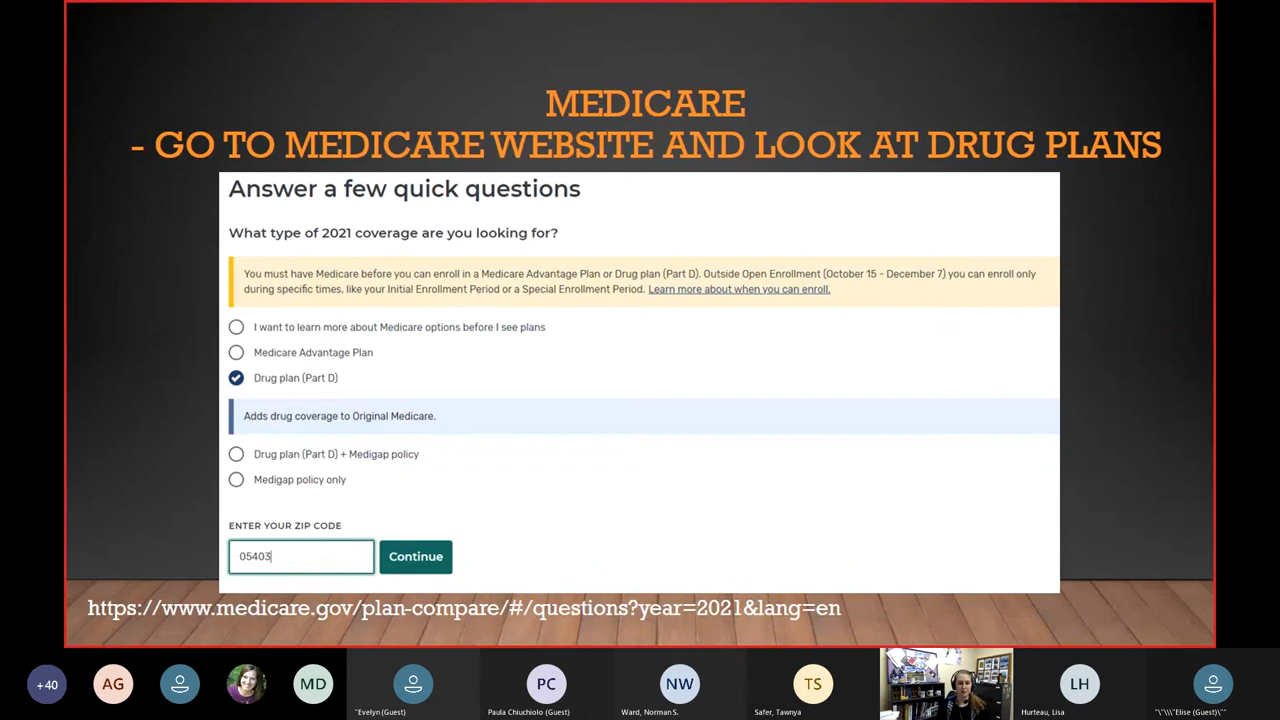 MEDICARE
- GO TO MEDICARE WEBSITE AND LOOK AT DRUG PLANS
Answer a few quick questions
What type of 2021 coverage are you looking for?
You must have Medicare before you can enroll in a Medicare Advantage Plan or Drug plan (Part D). Outside Open Enrollment (October 15 - December 7) you can enroll only
during specific times, like your Initial Enrollment Period or a Special Enrollment Period. Learn more about when you can enroll.
I want to learn more about Medicare options before I see plans
Medicare Advantage Plan
Drug plan (Part D)
Adds drug coverage to Original Medicare.
Drug plan (Part D) + Medigap policy
Medigap policy only
ENTER YOUR ZIP CODE
05403
Continue
https://www.medicare.gov/plan-compare/#/questions?year=2021&lang=en
+40
AG
MD
PC
NW
TS
LH
"Evelyn (Guest)
Paula Chiuchiolo (Guest)
Ward, Norman S.
Safer, Tawnya
Hurteau, Lisa
"\"\\\"Elise (Guest)\""